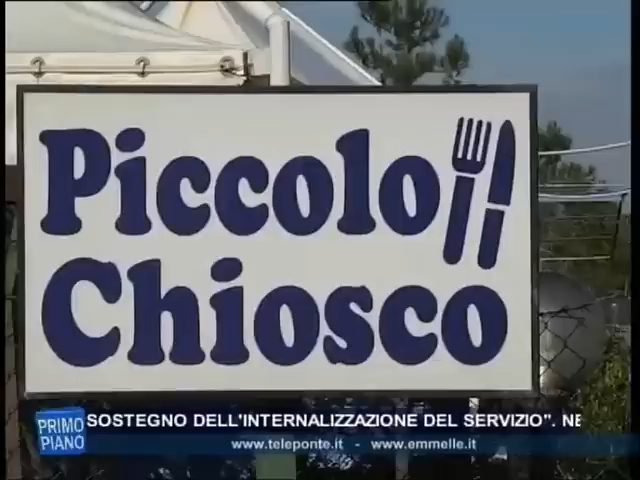 Piccolo
Chiosco
PRIMO
PIANO
SOSTEGNO DELL'INTERNALIZZAZIONE DEL SERVIZIO". NE
www.teleponte.it - www.emmelle.it